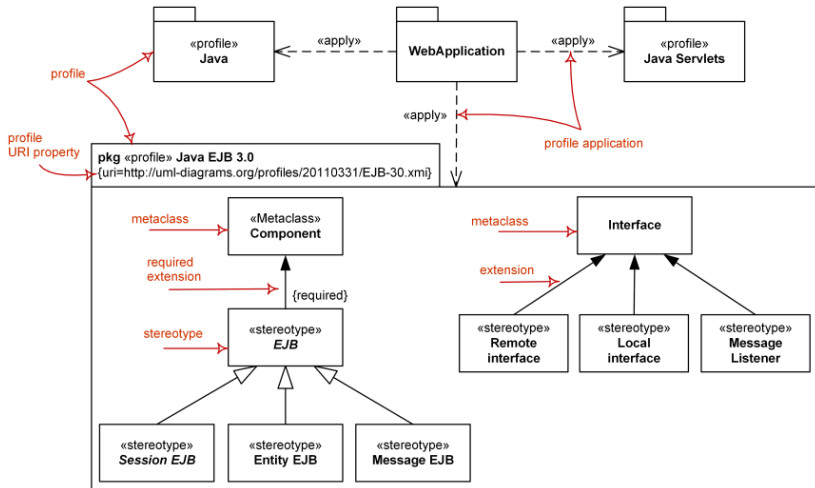 «profile»
Java
«apply»
WebApplication
«apply»
«profile»
Java Servlets
profile
«apply»
profile application
profile
URI property
pkg «profile» Java EJB 3.0
{uri=http://uml-diagrams.org/profiles/20110331/EJB-30.xmi}
metaclass
«Metaclass»
Component
metaclass
Interface
required
extension
{required}
extension
stereotype
«stereotype»
EJB
«stereotype»
Remote
interface
«stereotype»
Local
interface
«stereotype»
Message
Listener
«stereotype»
Session EJB
«stereotype»
Entity EJB
«stereotype»
Message EJB